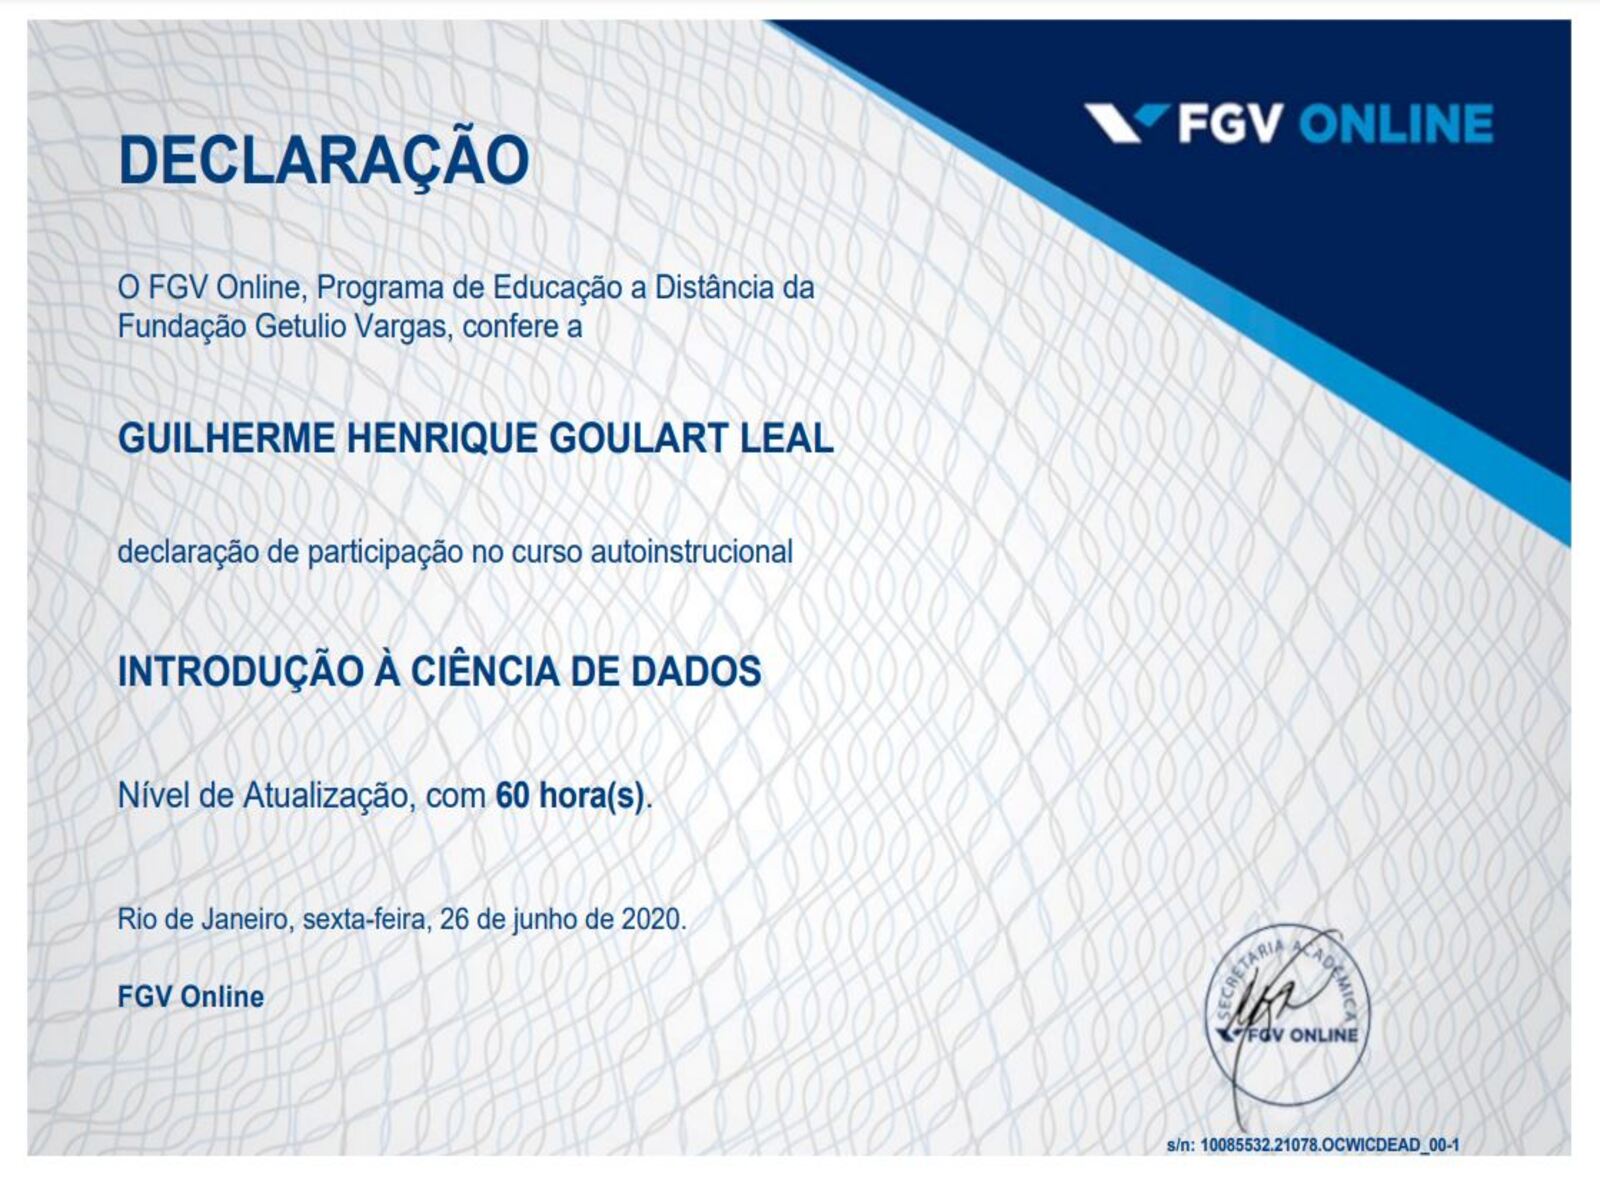 FGV ONLINE
DECLARAÇÃO
O FGV Online, Programa de Educação a Distância da
Fundação Getulio Vargas, confere a
GUILHERME HENRIQUE GOULART LEAL
declaração de participação no curso autoinstrucional
INTRODUÇÃO À CIÊNCIA DE DADOS
Nível de Atualização, com 60 hora(s).
Rio de Janeiro, sexta-feira, 26 de junho de 2020.
FGV Online
SECRETARIA ACADÊMICA
FGV ONLINE
s/n: 10085532.21078.OCWICDEAD_00-1